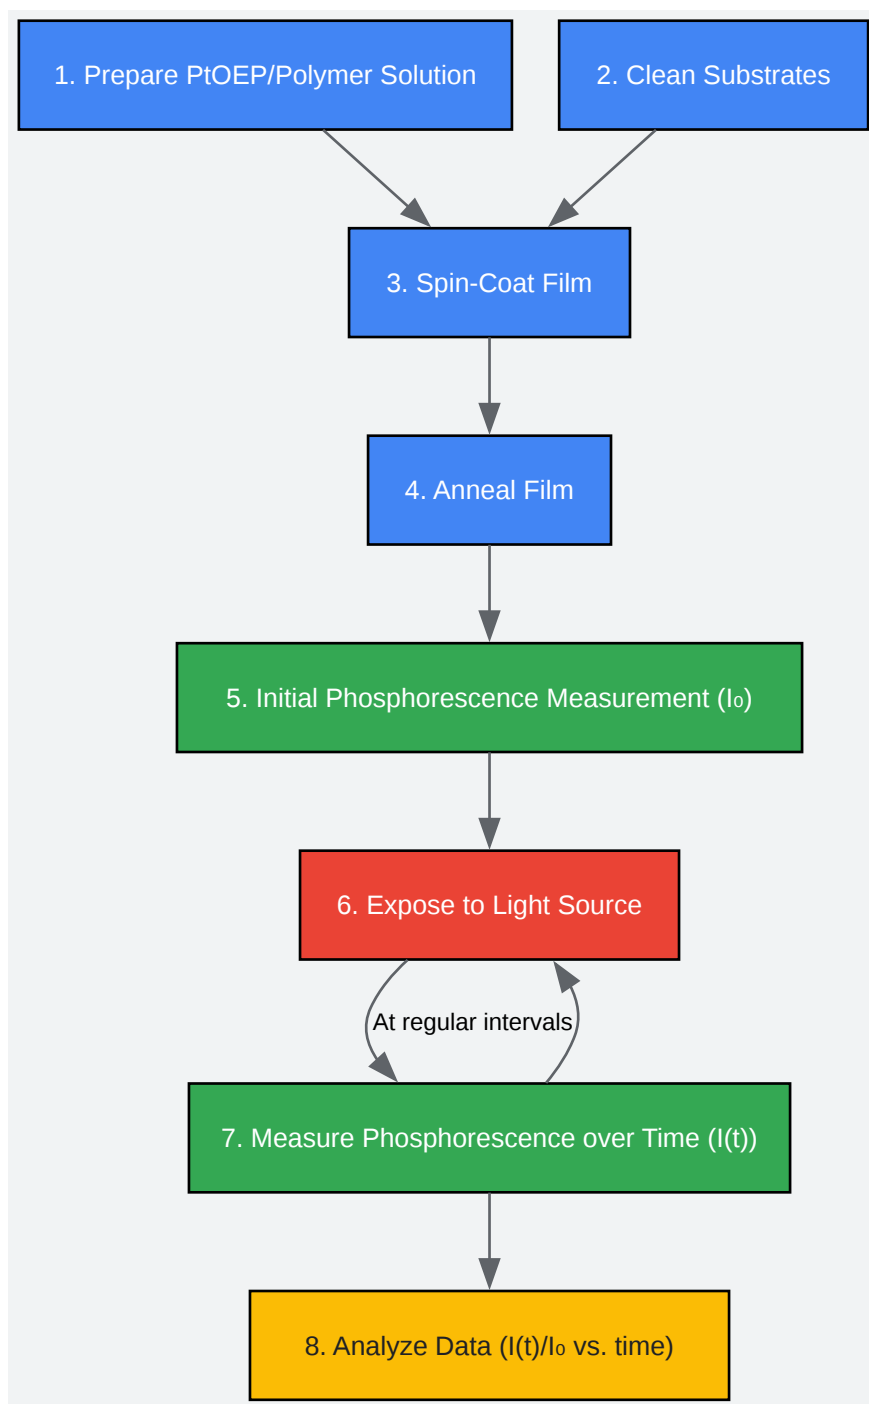 1. Prepare PtOEP/Polymer Solution
2. Clean Substrates
3. Spin-Coat Film
4. Anneal Film
5. Initial Phosphorescence Measurement (I₀)
6. Expose to Light Source
At regular intervals
7. Measure Phosphorescence over Time (I(t))
8. Analyze Data (I(t)/I₀ vs. time)